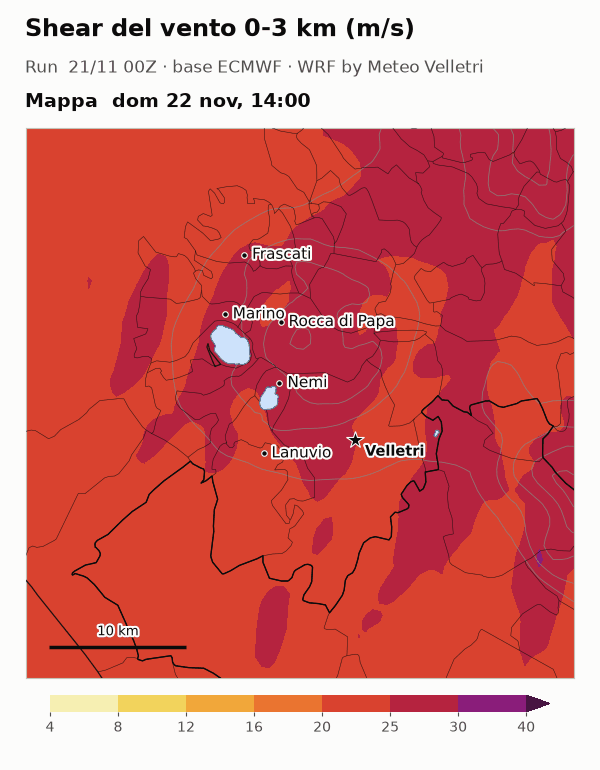 Shear del vento 0-3 km (m/s)
Run  21/11 00Z · base ECMWF · WRF by Meteo Velletri
Mappa  dom 22 nov, 14:00
Frascati
Marino
Rocca di Papa
Nemi
Velletri
Lanuvio
10 km
4 8 12 16 20 25 30 40